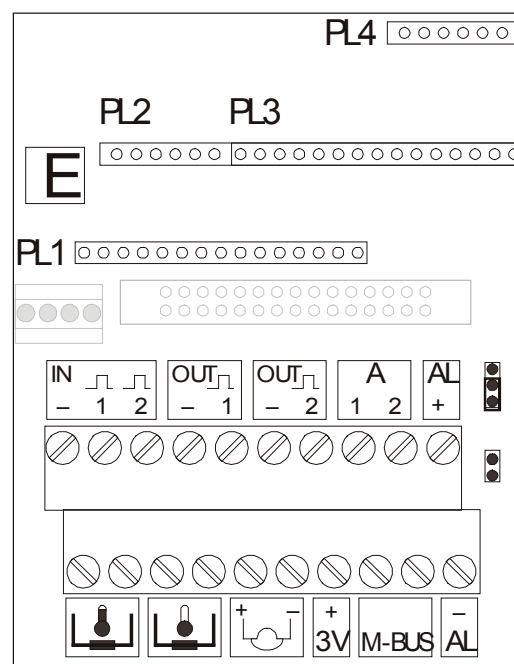 PL4
PL2 PL3
E
PL1
IN OUT OUT A AL
– 1 2 – 1 – 2 1 2 +
+ – + –
3V M-BUS AL